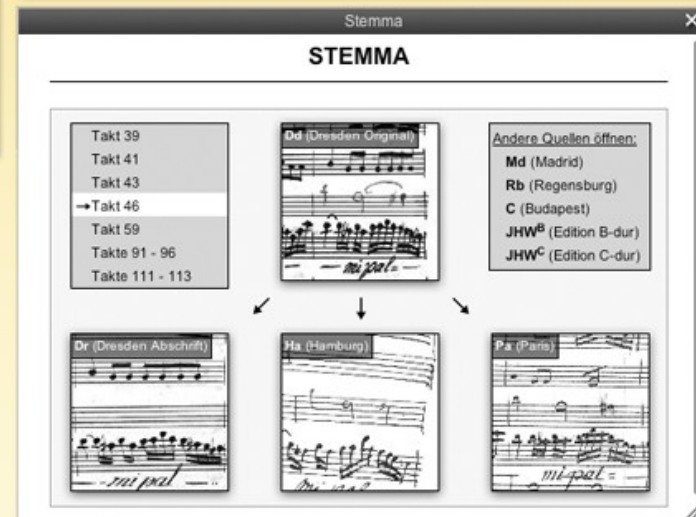 Stemma
STEMMA
Takt 39
Takt 41
Takt 43
→Takt 46
Takt 59
Takte 91 - 96
Takte 111 - 113
Dd (Dresden Original)
mi pal=
Andere Quellen öffnen:
Md (Madrid)
Rb (Regensburg)
C (Budapest)
JHWB (Edition B-dur)
JHWC (Edition C-dur)
Dr (Dresden Abschrift)
mi pal
Ha (Hamburg)
Pa (Paris)
mi pal=